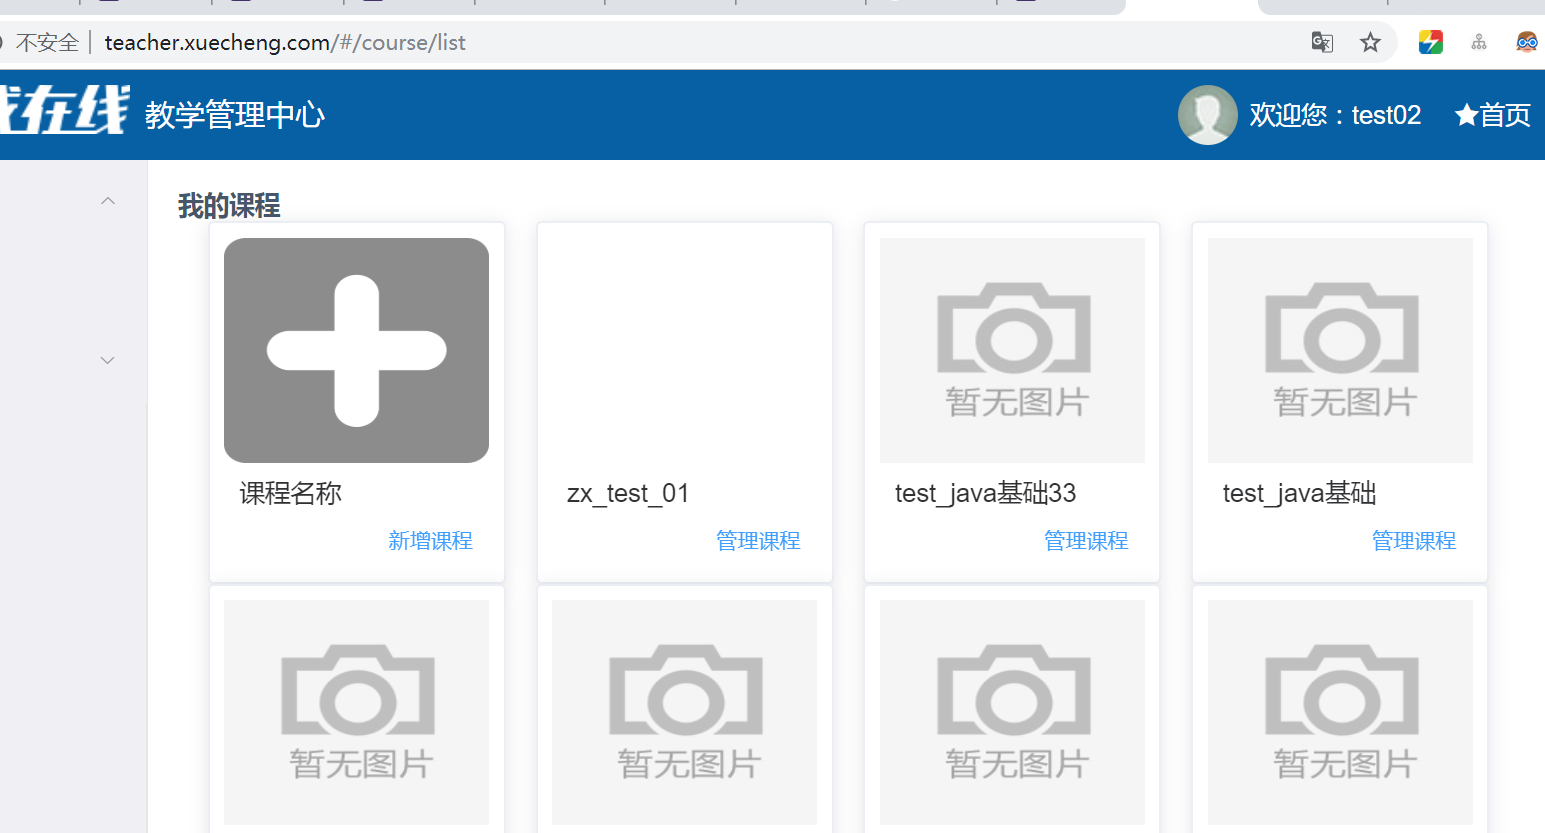 不安全 teacher.xuecheng.com/#/course/list
在线 教学管理中心 欢迎您：test02 ★首页
我的课程
暂无图片 暂无图片
课程名称 zx_test_01 test_java基础33 test_java基础
新增课程 管理课程 管理课程 管理课程
暂无图片 暂无图片 暂无图片 暂无图片